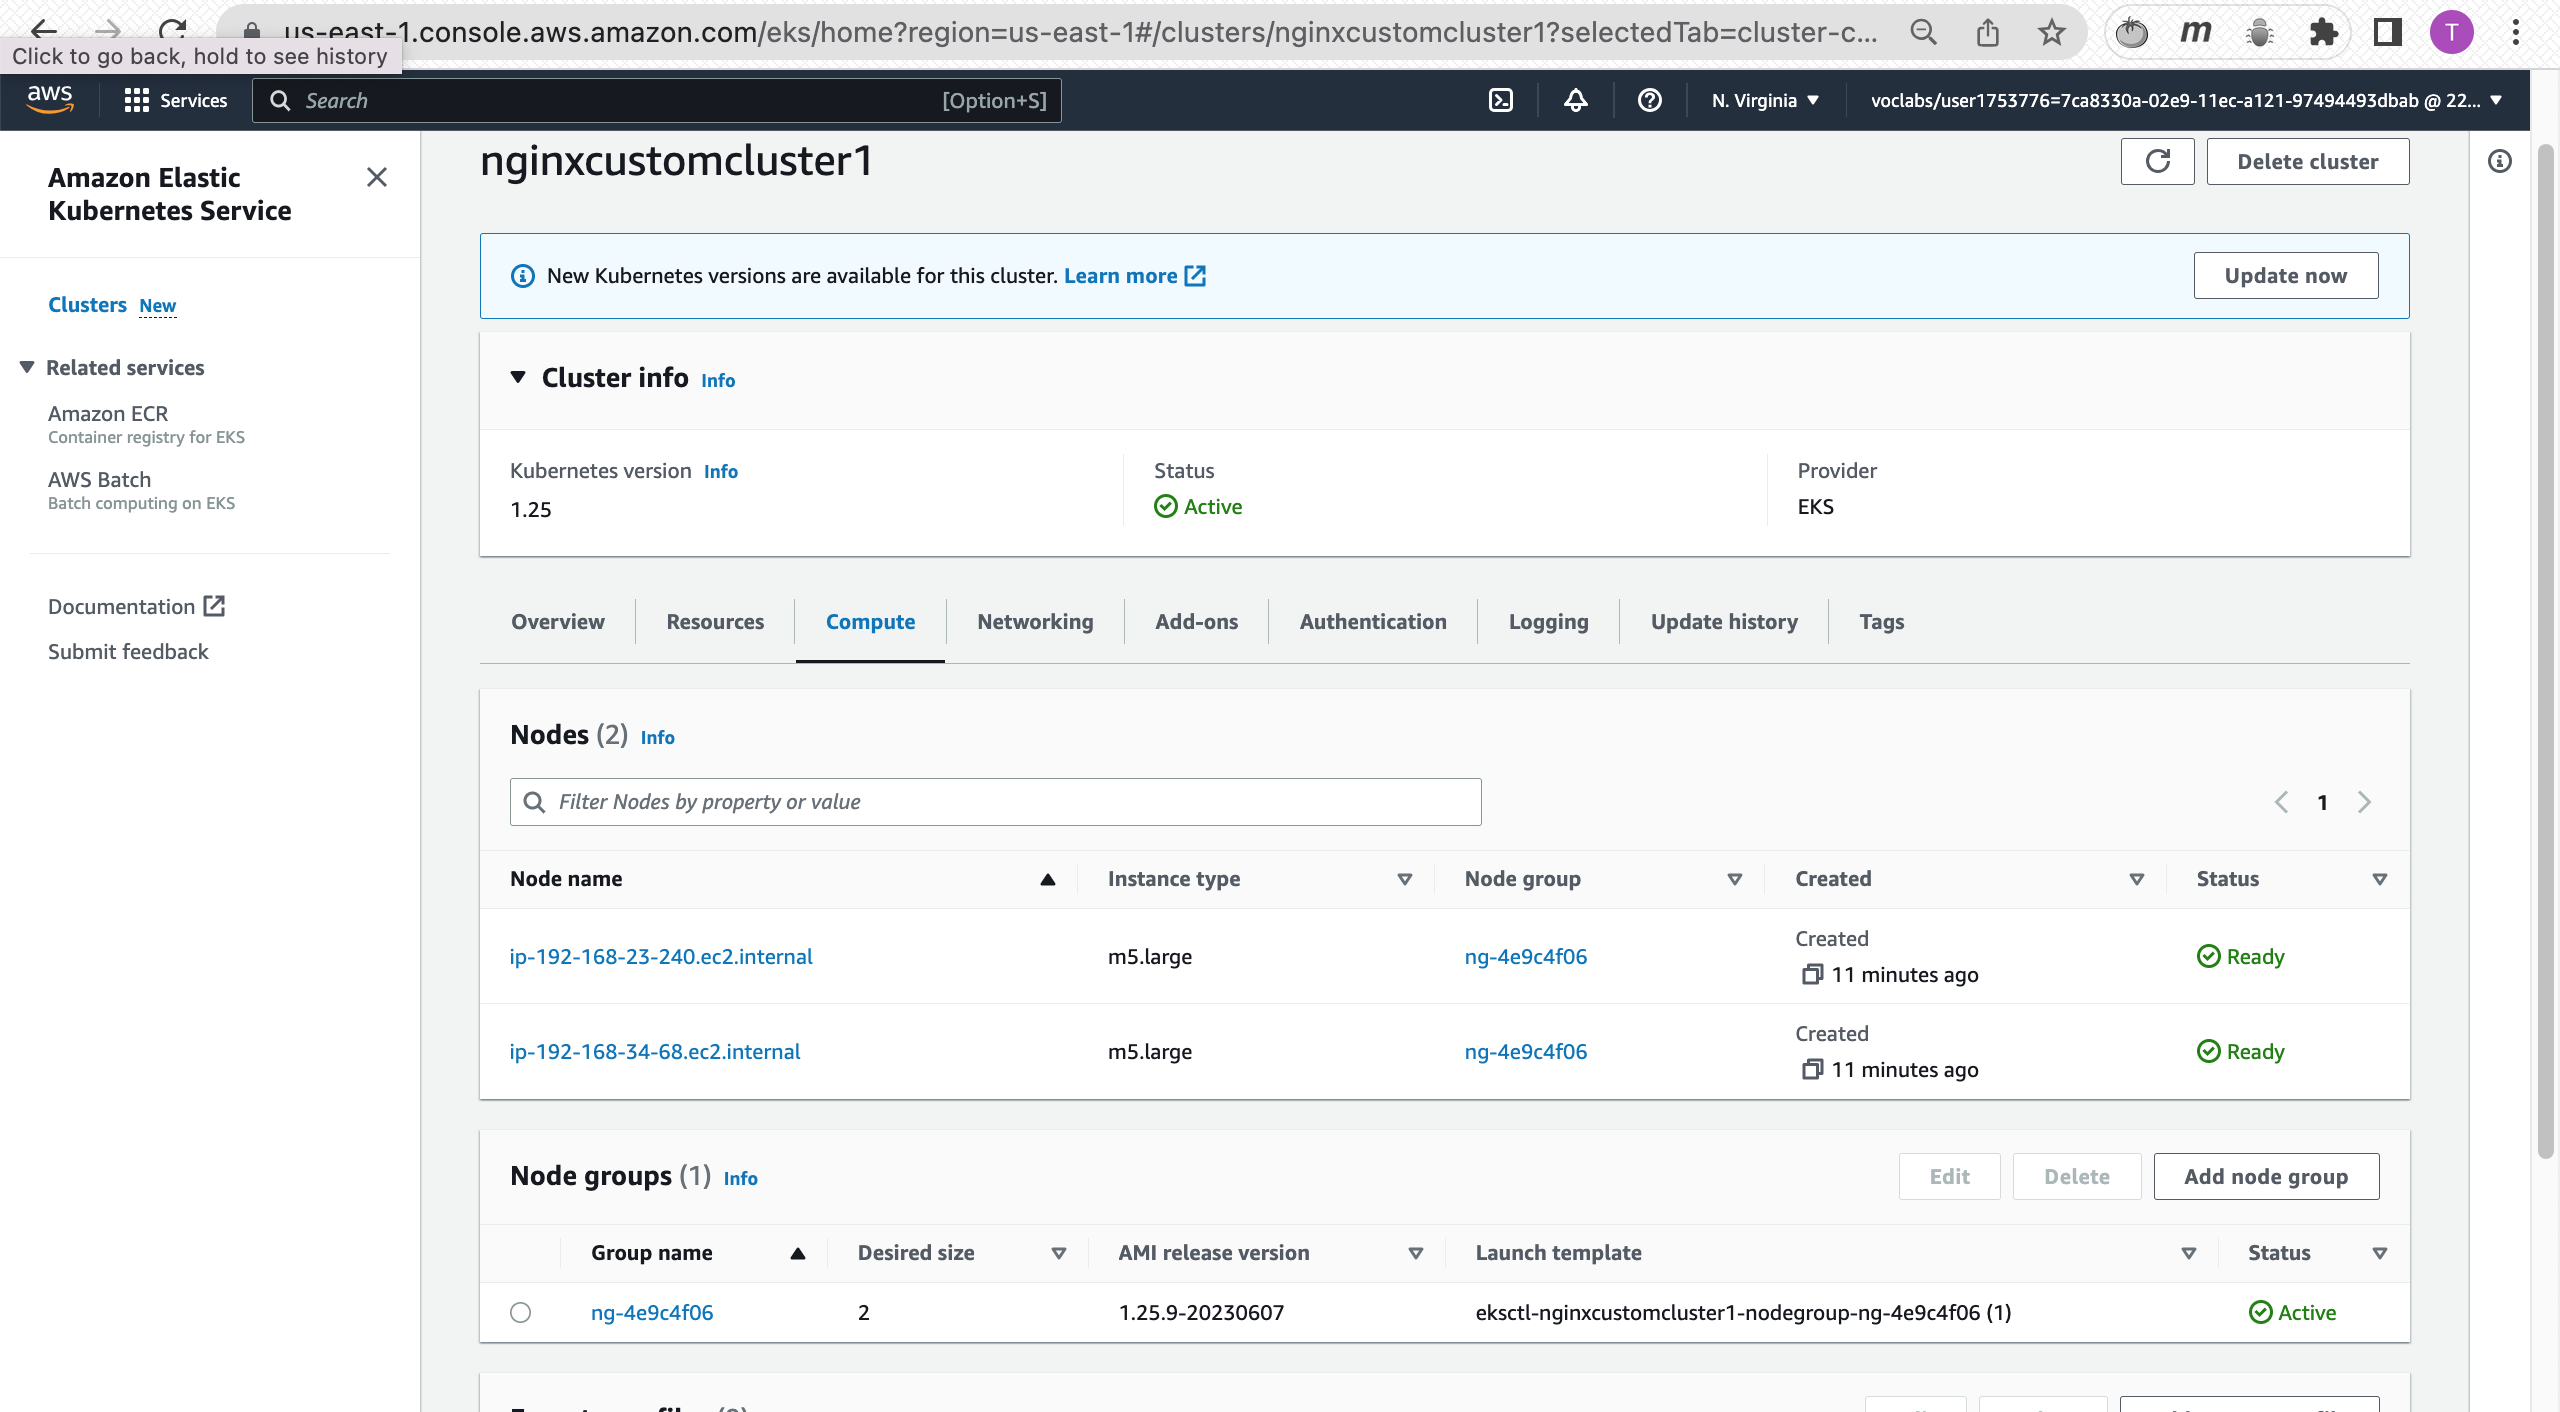 us-east-1.console.aws.amazon.com/eks/home?region=us-east-1#/clusters/nginxcustomcluster1?selectedTab=cluster-c...
T
Click to go back, hold to see history
aws
Services
Search
[Option+S]
N. Virginia
voclabs/user1753776=7ca8330a-02e9-11ec-a121-97494493dbab @ 22...
Amazon Elastic
Kubernetes Service
Clusters New
Related services
Amazon ECR
Container registry for EKS
AWS Batch
Batch computing on EKS
Documentation
Submit feedback
nginxcustomcluster1
Delete cluster
New Kubernetes versions are available for this cluster. Learn more
Update now
Cluster info Info
Kubernetes version Info
1.25
Status
Active
Provider
EKS
Overview
Resources
Compute
Networking
Add-ons
Authentication
Logging
Update history
Tags
Nodes (2) Info
Filter Nodes by property or value
1
Node name
Instance type
Node group
Created
Status
ip-192-168-23-240.ec2.internal
m5.large
ng-4e9c4f06
Created
11 minutes ago
Ready
ip-192-168-34-68.ec2.internal
m5.large
ng-4e9c4f06
Created
11 minutes ago
Ready
Node groups (1) Info
Edit
Delete
Add node group
Group name
Desired size
AMI release version
Launch template
Status
ng-4e9c4f06
2
1.25.9-20230607
eksctl-nginxcustomcluster1-nodegroup-ng-4e9c4f06 (1)
Active